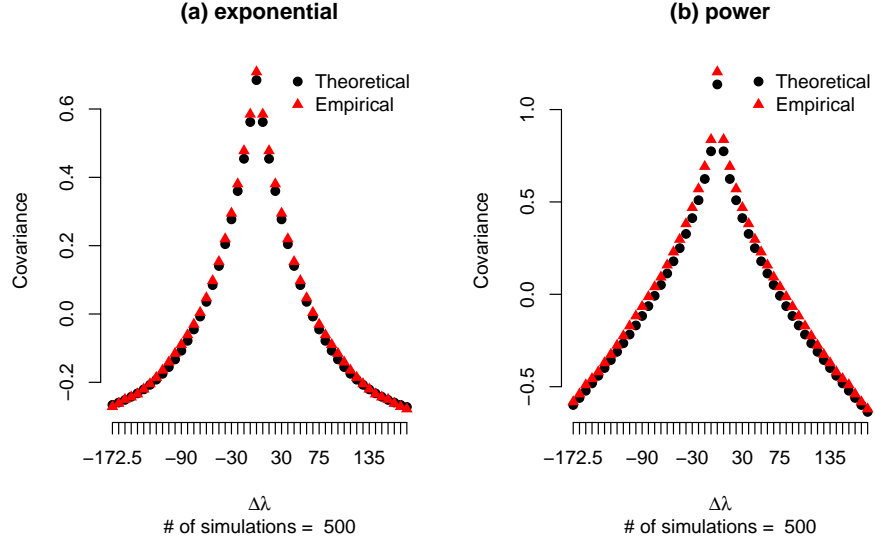 (a) exponential
Theoretical
Empirical
Covariance
0.6
0.4
0.2
0.0
−0.2
−172.5 −90 −30 30 75 135
Δλ
# of simulations = 500
(b) power
Theoretical
Empirical
Covariance
1.0
0.5
0.0
−0.5
−172.5 −90 −30 30 75 135
Δλ
# of simulations = 500